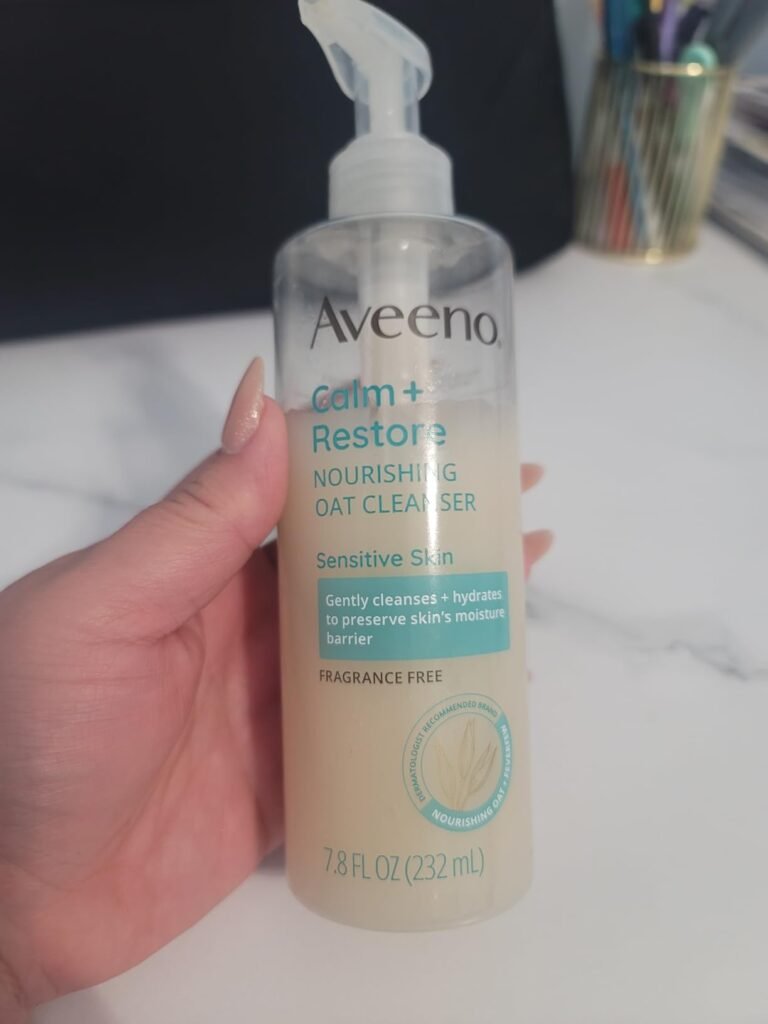 Aveeno®
Calm +
Restore
NOURISHING
OAT CLEANSER
Sensitive Skin
Gently cleanses + hydrates
to preserve skin's moisture
barrier
FRAGRANCE FREE
DERMATOLOGIST RECOMMENDED BRAND
NOURISHING OAT + FEVERFEW
7.8 FL OZ (232 mL)